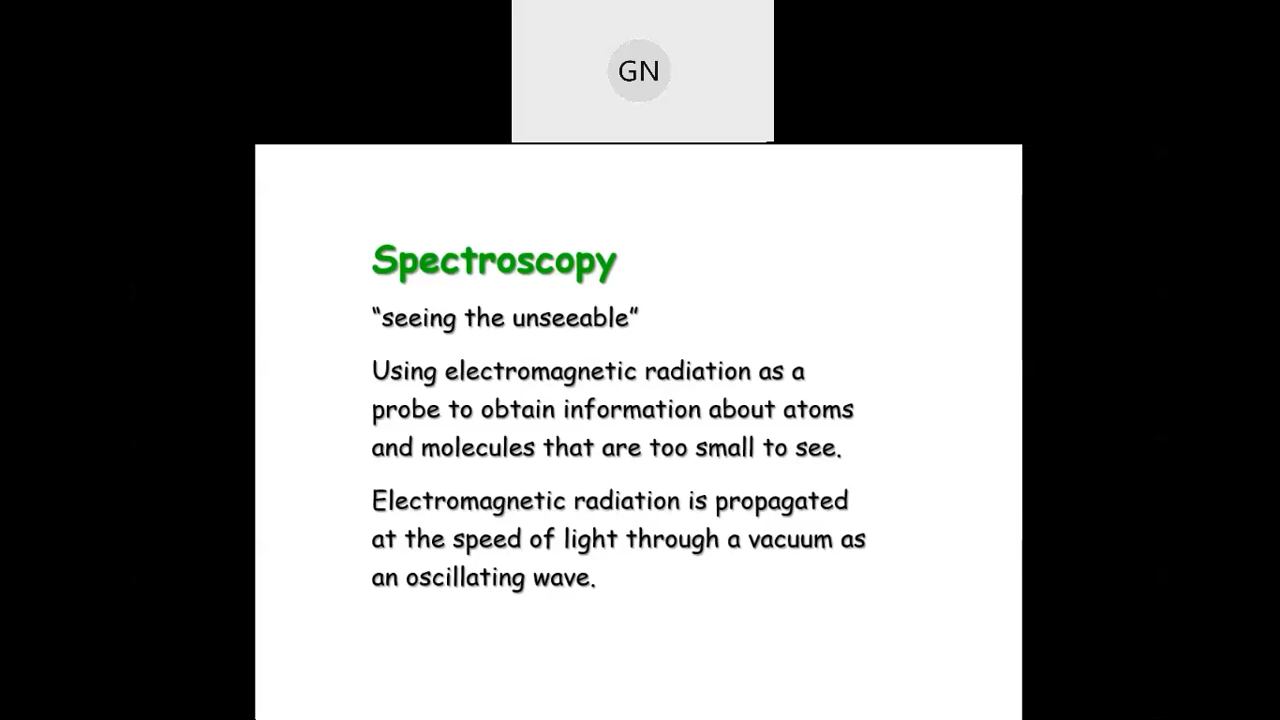 GN
Spectroscopy
“seeing the unseeable”
Using electromagnetic radiation as a
probe to obtain information about atoms
and molecules that are too small to see.
Electromagnetic radiation is propagated
at the speed of light through a vacuum as
an oscillating wave.